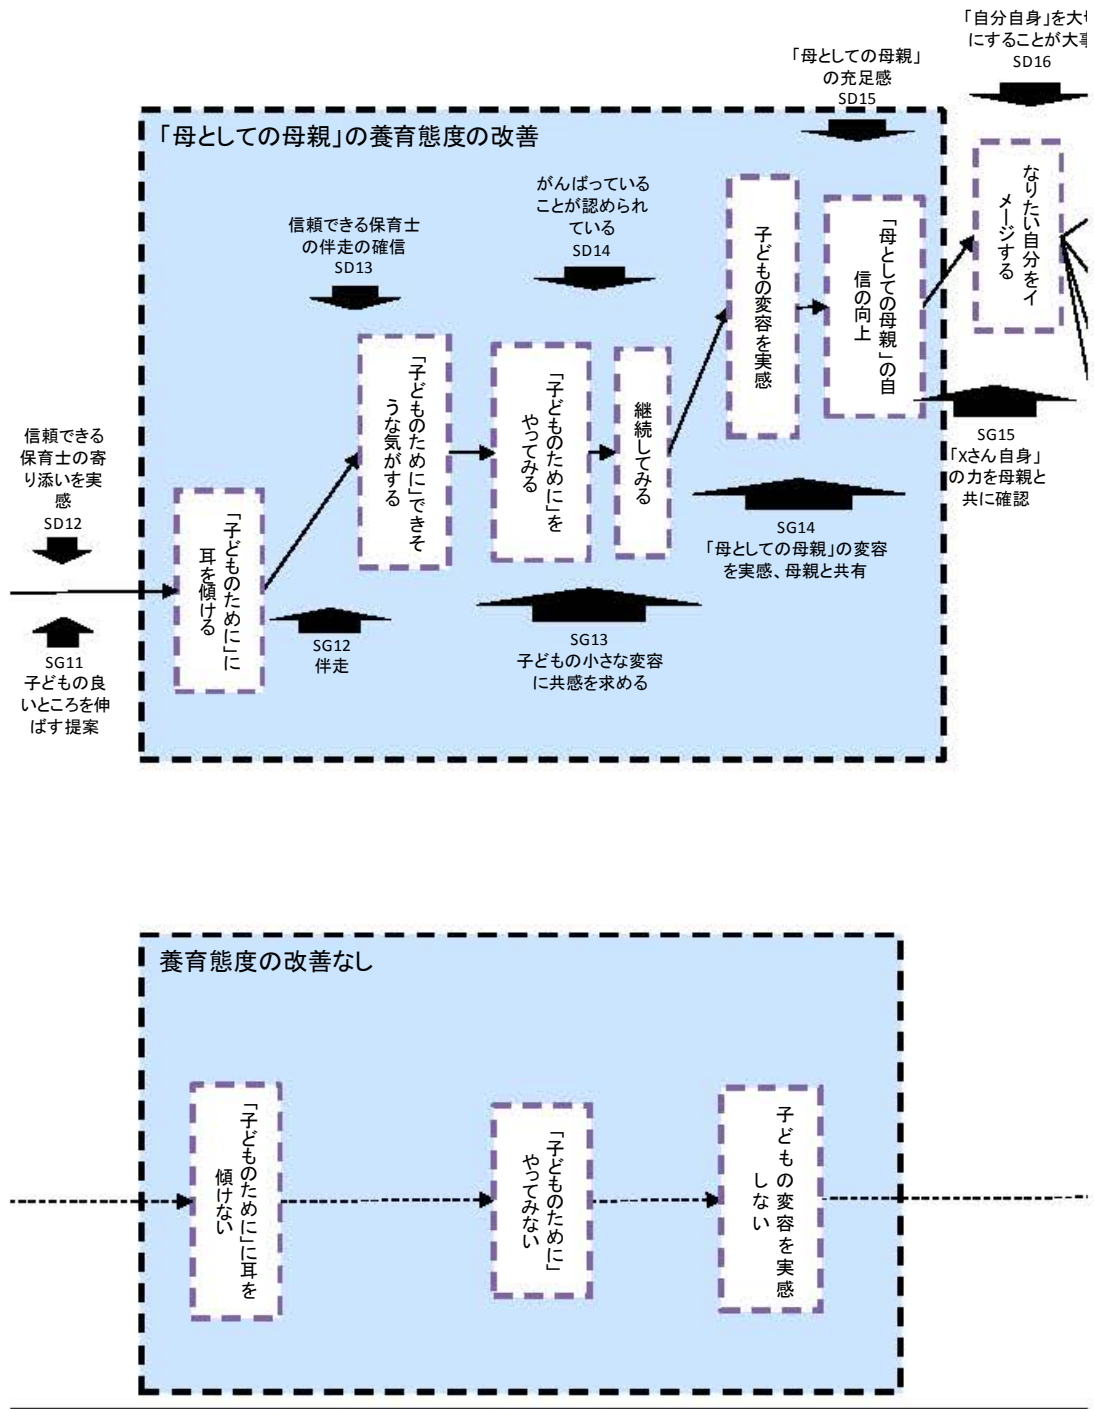 「自分自身」を大切
にすることが大事
SD16
「母としての母親」
の充足感
SD15
「母としての母親」の養育態度の改善
がんばっている
ことが認められ
ている
SD14
信頼できる保育士
の伴走の確信
SD13
なりたい自分をイ
メージする
子どもの変容を実感
「母としての母親」の自
信の向上
「子どものために」できそ
うな気がする
「子どものために」を
やってみる
継続してみる
信頼できる
保育士の寄
り添いを実
感
SD12
「子どものために」に
耳を傾ける
SG15
「Xさん自身」
の力を母親と
共に確認
SG14
「母としての母親」の変容
を実感、母親と共有
SG13
子どもの小さな変容
に共感を求める
SG12
伴走
SG11
子どもの良
いところを伸
ばす提案
養育態度の改善なし
「子どものために」に耳を
傾けない
「子どものために」
やってみない
子どもの変容を実感
しない